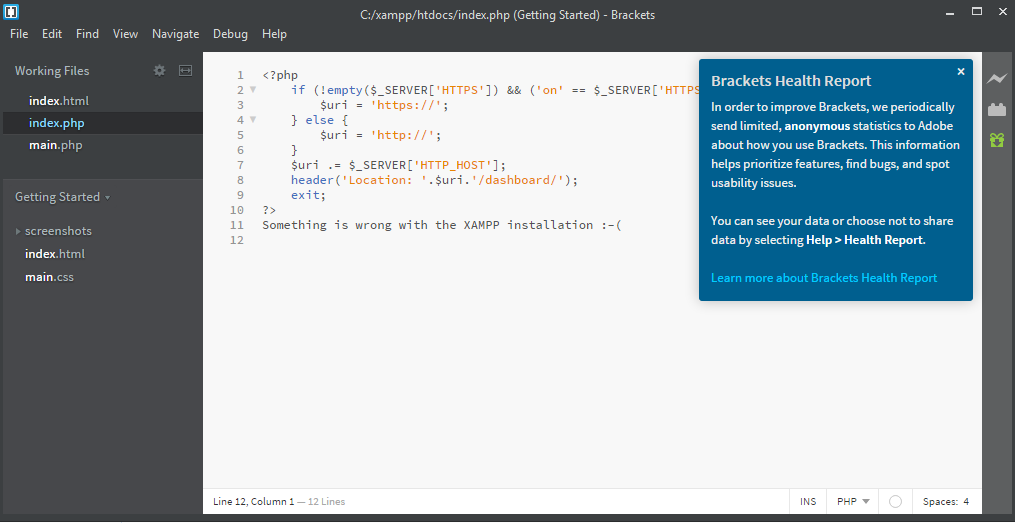 C:/xampp/htdocs/index.php (Getting Started) - Brackets
File Edit Find View Navigate Debug Help
Working Files
index.html
index.php
main.php
Getting Started
screenshots
index.html
main.css
1 <?php
2 if (!empty($_SERVER['HTTPS']) && ('on' == $_SERVER['HTTPS
3 $uri = 'https://';
4 } else {
5 $uri = 'http://';
6 }
7 $uri .= $_SERVER['HTTP_HOST'];
8 header('Location: '.$uri.'/dashboard/');
9 exit;
10 ?>
11 Something is wrong with the XAMPP installation :-(
12
Brackets Health Report
×
In order to improve Brackets, we periodically
send limited, anonymous statistics to Adobe
about how you use Brackets. This information
helps prioritize features, find bugs, and spot
usability issues.
You can see your data or choose not to share
data by selecting Help > Health Report.
Learn more about Brackets Health Report
Line 12, Column 1 — 12 Lines
INS PHP Spaces: 4